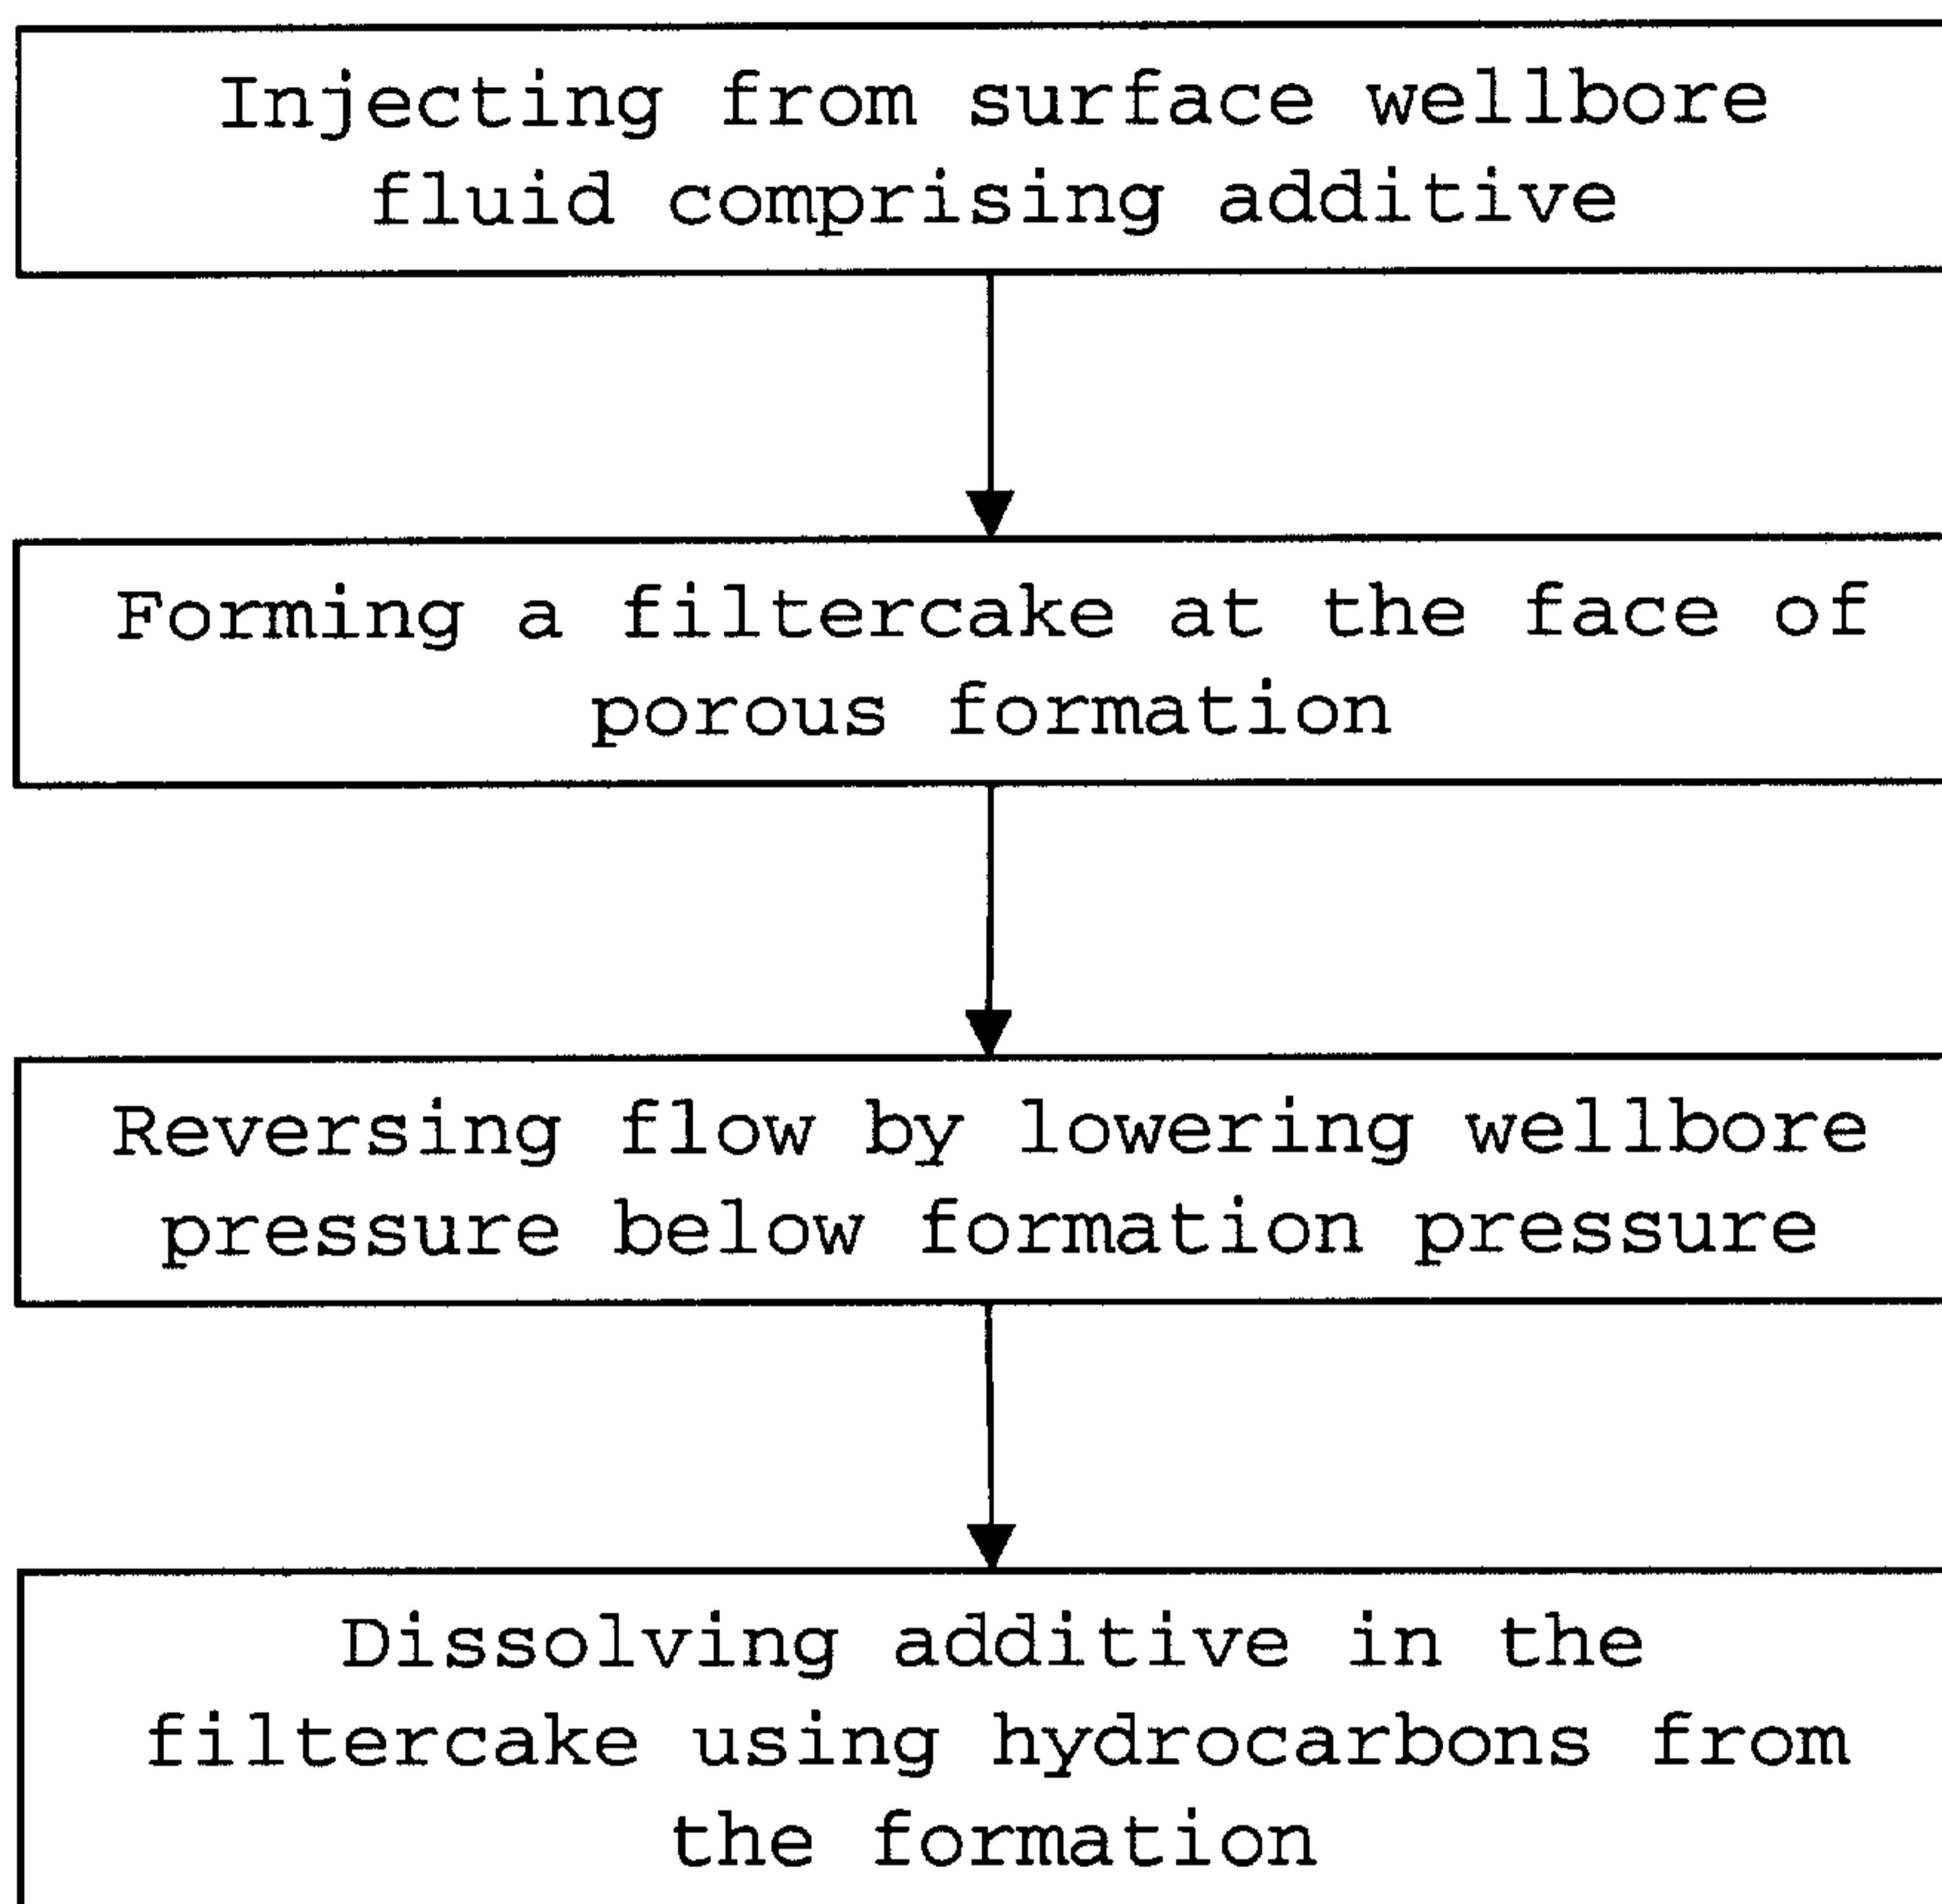 Injecting from surface wellbore
fluid comprising additive
Forming a filtercake at the face of
porous formation
Reversing flow by lowering wellbore
pressure below formation pressure
Dissolving additive in the
filtercake using hydrocarbons from
the formation